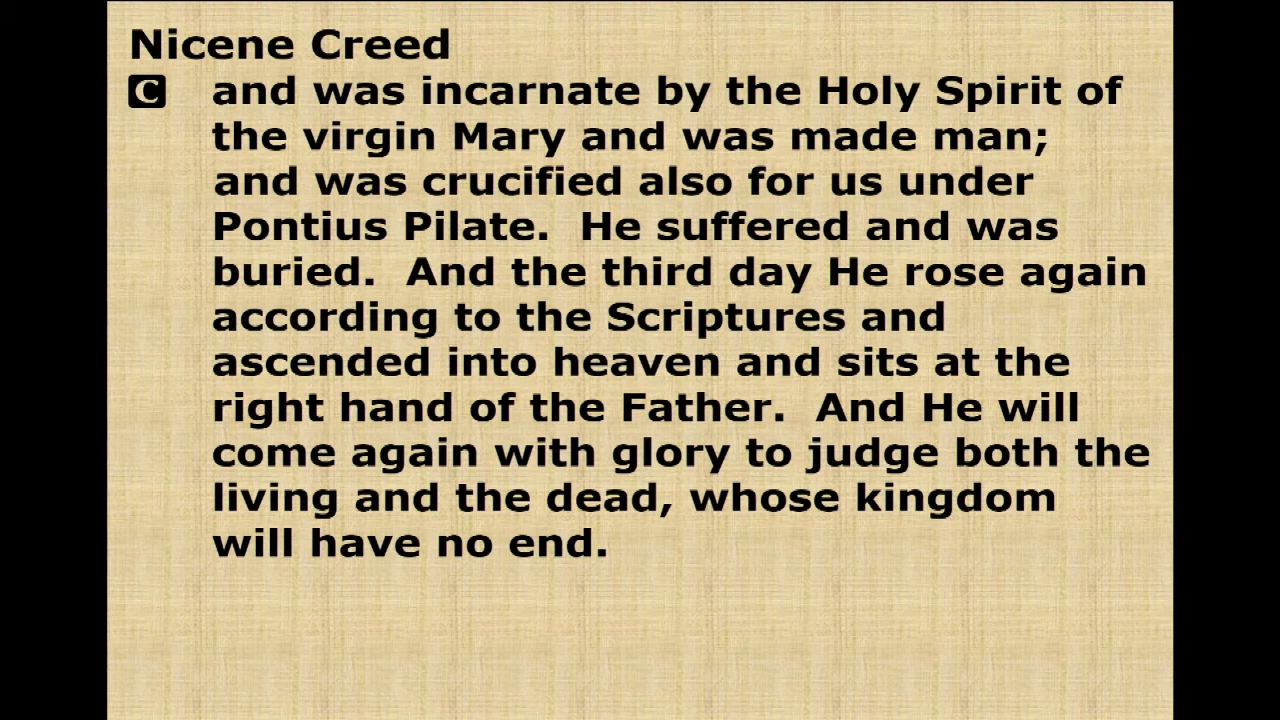 Nicene Creed
C and was incarnate by the Holy Spirit of
the virgin Mary and was made man;
and was crucified also for us under
Pontius Pilate.  He suffered and was
buried.  And the third day He rose again
according to the Scriptures and
ascended into heaven and sits at the
right hand of the Father.  And He will
come again with glory to judge both the
living and the dead, whose kingdom
will have no end.